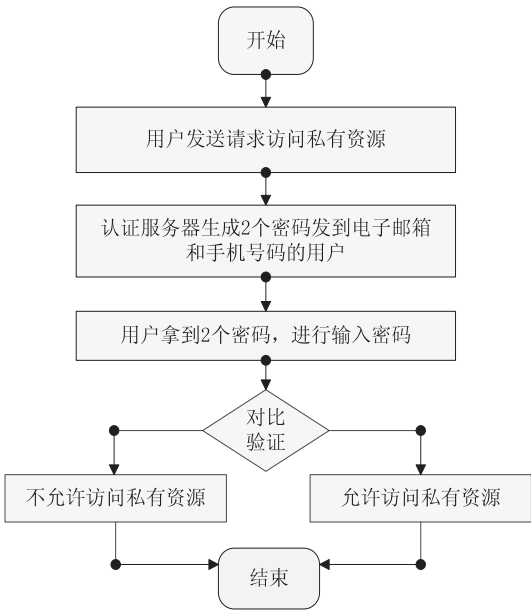 开始
用户发送请求访问私有资源
认证服务器生成2个密码发到电子邮箱
和手机号码的用户
用户拿到2个密码，进行输入密码
对比
验证
不允许访问私有资源
允许访问私有资源
结束